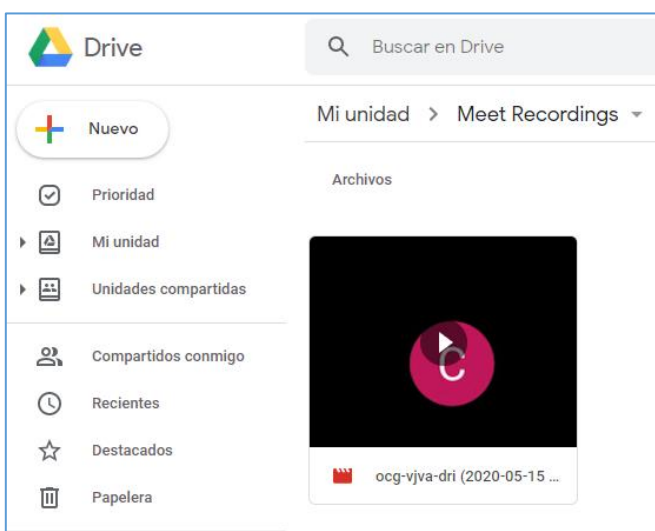 Drive
Buscar en Drive
Nuevo
Mi unidad > Meet Recordings
Prioridad
Archivos
Mi unidad
Unidades compartidas
Compartidos conmigo
Recientes
Destacados
Papelera
C
ocg-vjva-dri (2020-05-15 ...